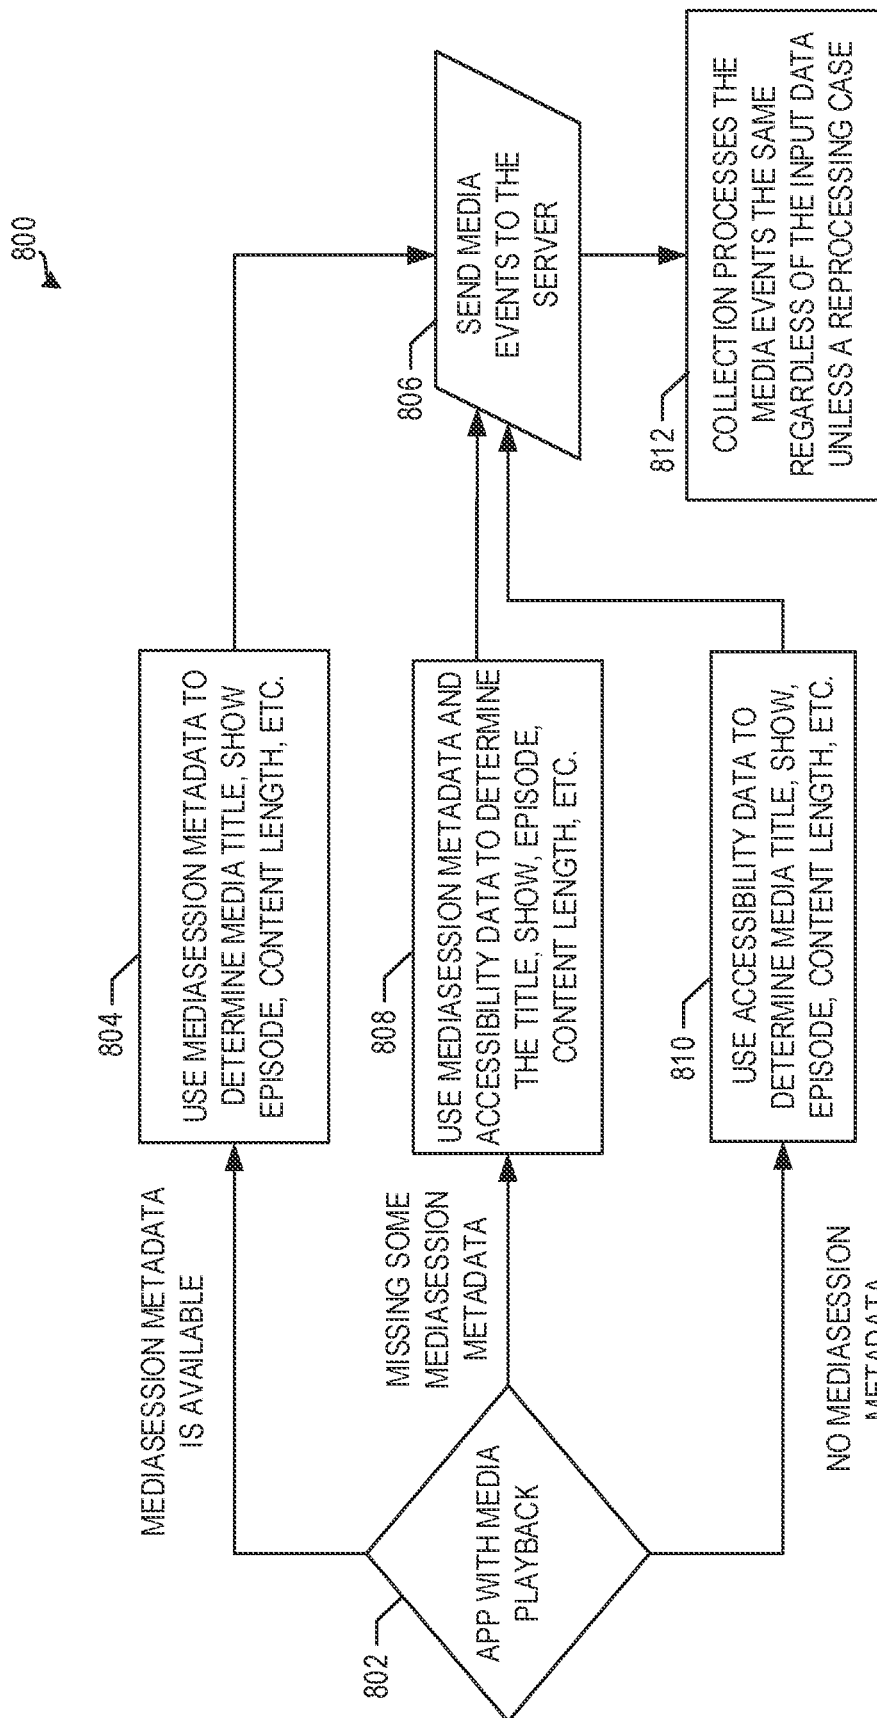 800
MEDIASESSION METADATA
IS AVAILABLE
804
USE MEDIASESSION METADATA TO
DETERMINE MEDIA TITLE, SHOW
EPISODE, CONTENT LENGTH, ETC.
802
APP WITH MEDIA
PLAYBACK
MISSING SOME
MEDIASESSION
METADATA
808
USE MEDIASESSION METADATA AND
ACCESSIBILITY DATA TO DETERMINE
THE TITLE, SHOW, EPISODE,
CONTENT LENGTH, ETC.
806
SEND MEDIA
EVENTS TO THE
SERVER
NO MEDIASESSION
METADATA
810
USE ACCESSIBILITY DATA TO
DETERMINE MEDIA TITLE, SHOW,
EPISODE, CONTENT LENGTH, ETC.
812
COLLECTION PROCESSES THE
MEDIA EVENTS THE SAME
REGARDLESS OF THE INPUT DATA
UNLESS A REPROCESSING CASE